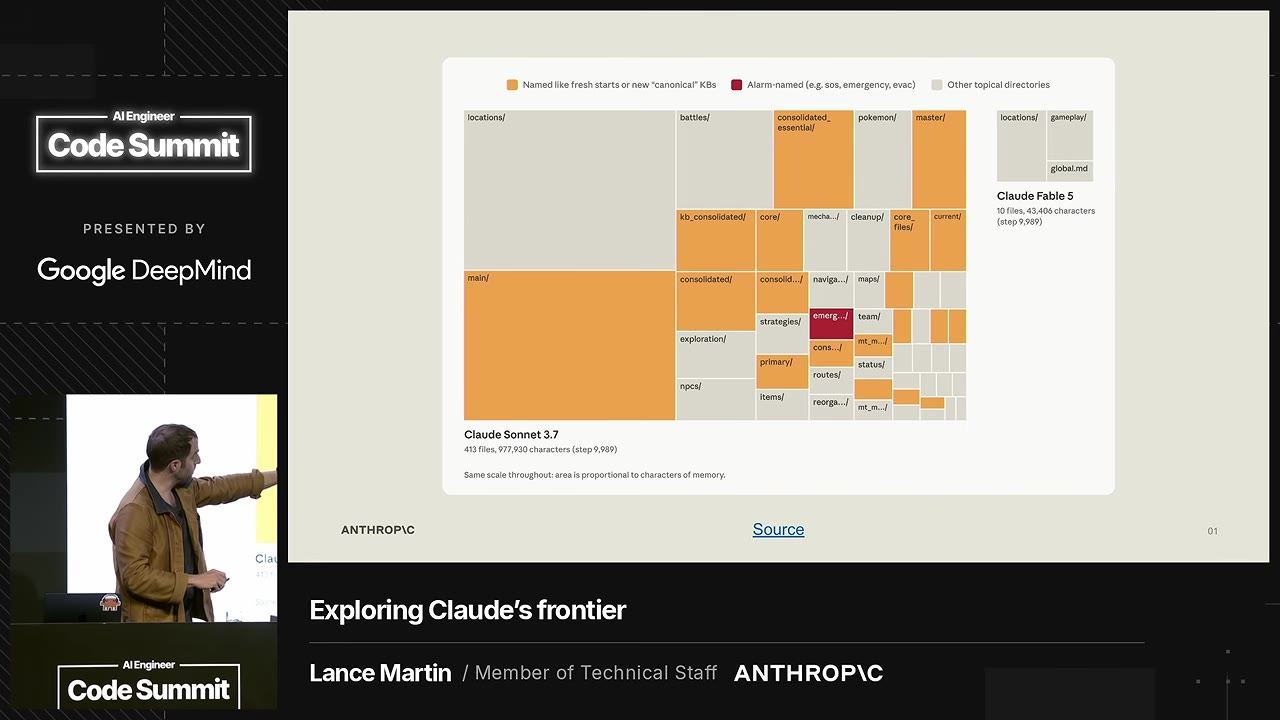 AI Engineer
Code Summit
PRESENTED BY
Google DeepMind
Named like fresh starts or new “canonical” KBs
Alarm-named (e.g. sos, emergency, evac)
Other topical directories
locations/
battles/
consolidated_
essential/
pokemon/
master/
kb_consolidated/
core/
mecha…/
cleanup/
core_
files/
current/
main/
consolidated/
consolid…/
naviga…/
maps/
exploration/
strategies/
emerg…/
team/
cons…/
mt_m…/
primary/
routes/
status/
npcs/
items/
reorga…/
mt_m…/
Claude Sonnet 3.7
413 files, 977,930 characters (step 9,989)
Same scale throughout: area is proportional to characters of memory.
locations/
gameplay/
global.md
Claude Fable 5
10 files, 43,406 characters
(step 9,989)
ANTHROP\C
Source
01
AI Engineer
Code Summit
Exploring Claude’s frontier
Lance Martin / Member of Technical Staff ANTHROP\C